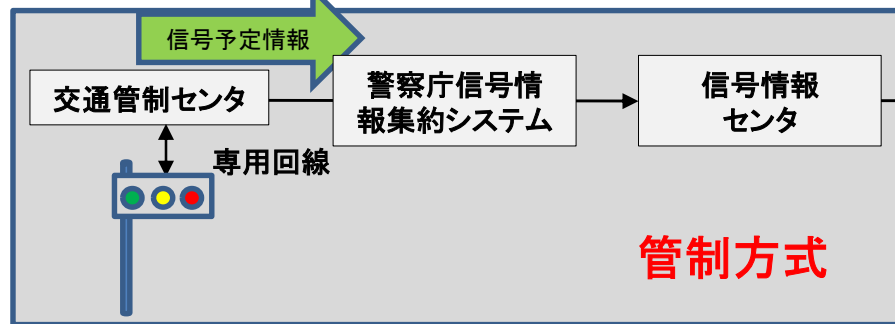 信号予定情報
交通管制センタ
警察庁信号情
報集約システム
信号情報
センタ
専用回線
管制方式